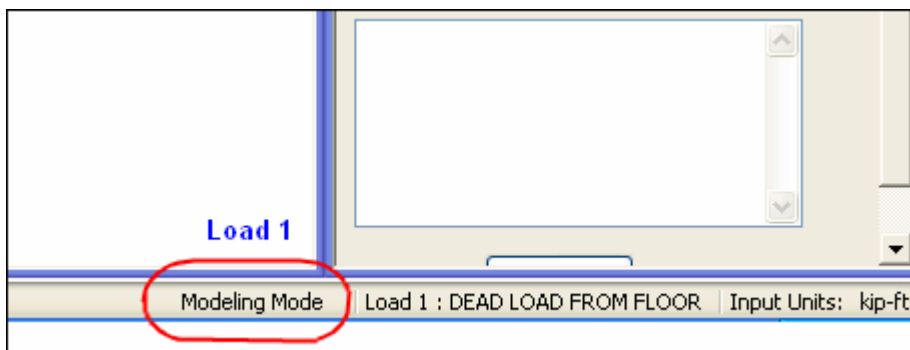 Load 1
Modeling Mode Load 1 : DEAD LOAD FROM FLOOR Input Units: kip-ft